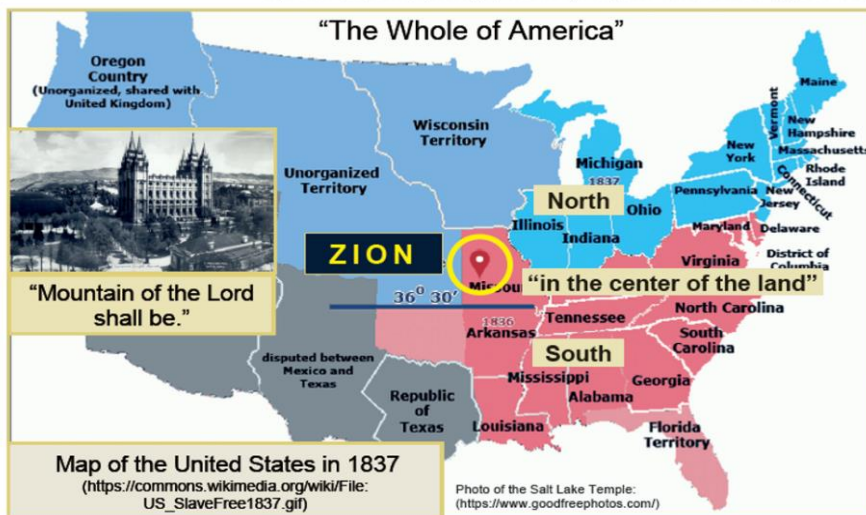 “The Whole of America”
Oregon
Country
(Unorganized, shared with
United Kingdom)
Wisconsin
Territory
Unorganized
Territory
Maine
Vermont
New
Hampshire
Massachusetts
New
York
Rhode
Island
Connecticut
Michigan
1837
Pennsylvania
New
Jersey
North
Illinois
Indiana
Ohio
Maryland
Delaware
District of
Columbia
Virginia
ZION
“in the center of the land”
“Mountain of the Lord
shall be.”
36⁰ 30′
Missou
North Carolina
Tennessee
1836
Arkansas
South
Carolina
South
disputed between
Mexico and
Texas
Mississippi
Alabama
Georgia
Republic
of
Texas
Louisiana
Florida
Territory
Map of the United States in 1837
(https://commons.wikimedia.org/wiki/File:
US_SlaveFree1837.gif)
Photo of the Salt Lake Temple:
(https://www.goodfreephotos.com/)